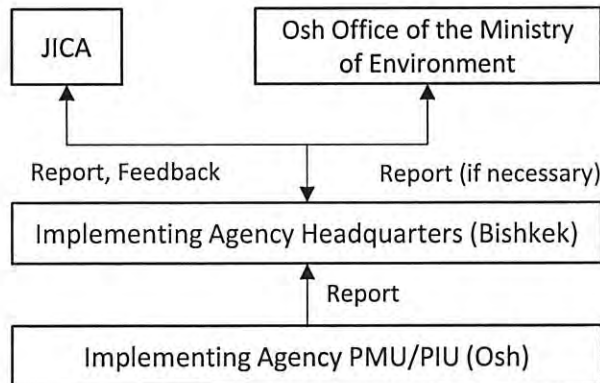 JICA
Osh Office of the Ministry
of Environment
Report, Feedback
Report (if necessary)
Implementing Agency Headquarters (Bishkek)
Report
Implementing Agency PMU/PIU (Osh)